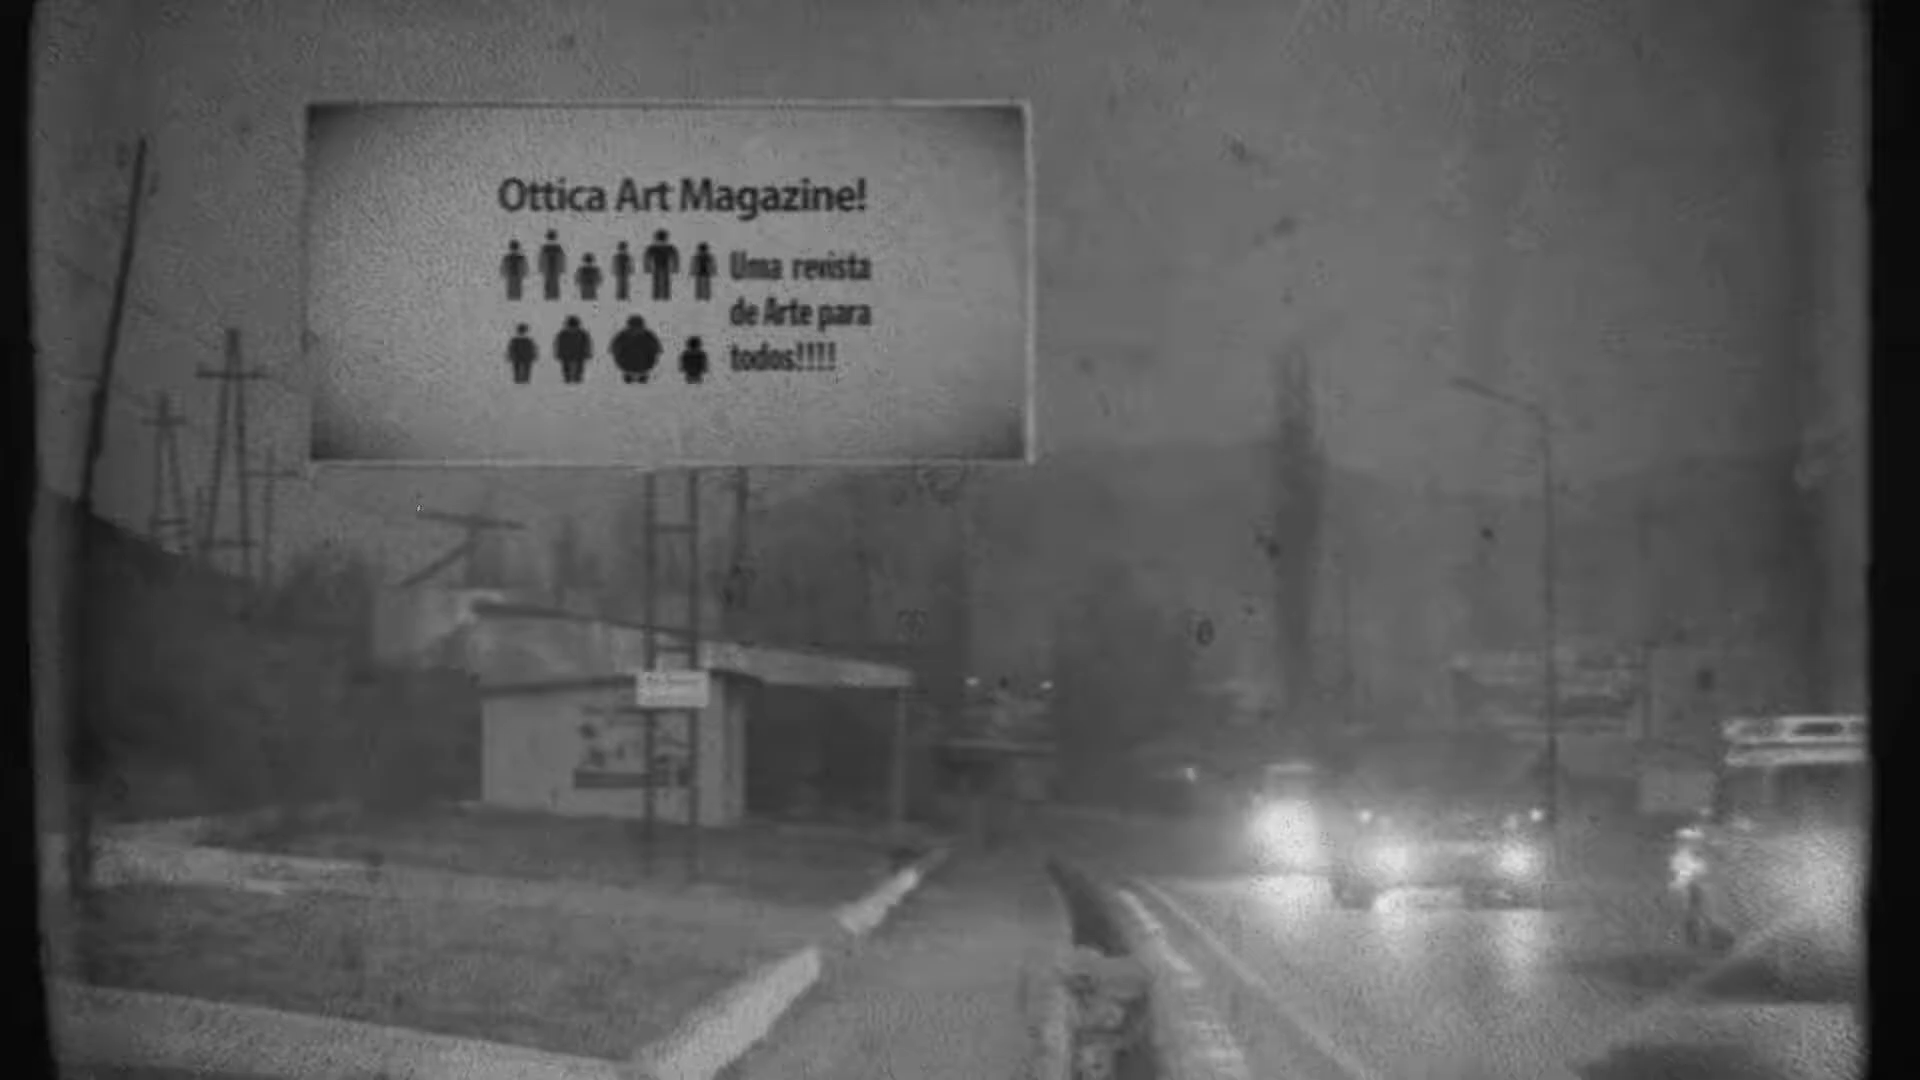 Ottica Art Magazine!
Uma revista
de Arte para
todos!!!!